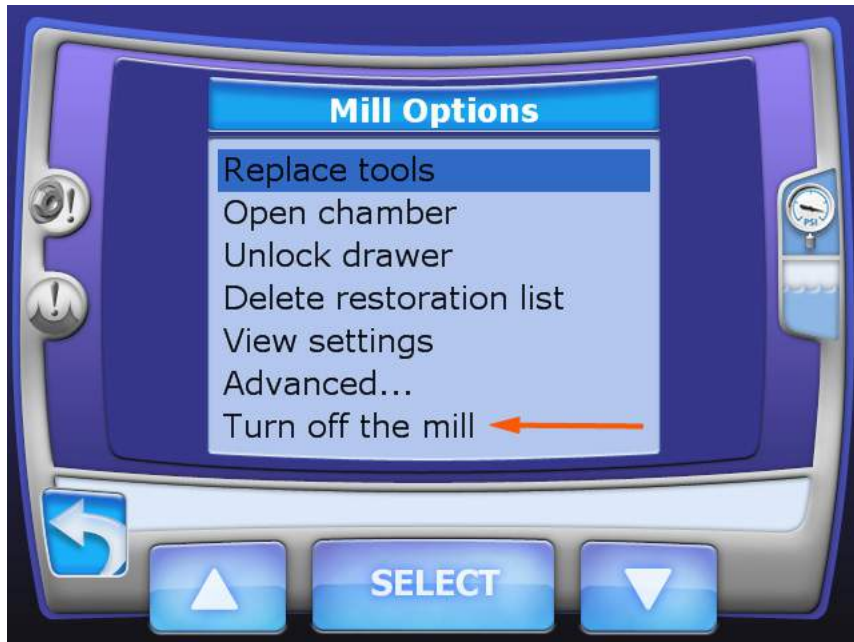 Mill Options
Replace tools
Open chamber
Unlock drawer
Delete restoration list
View settings
Advanced...
Turn off the mill
!
PSI
!
SELECT